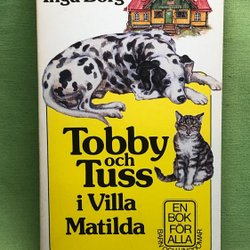 Inga Borg
Tobby
och
Tuss
i Villa
Matilda
EN
BOK
FÖR
ALLA